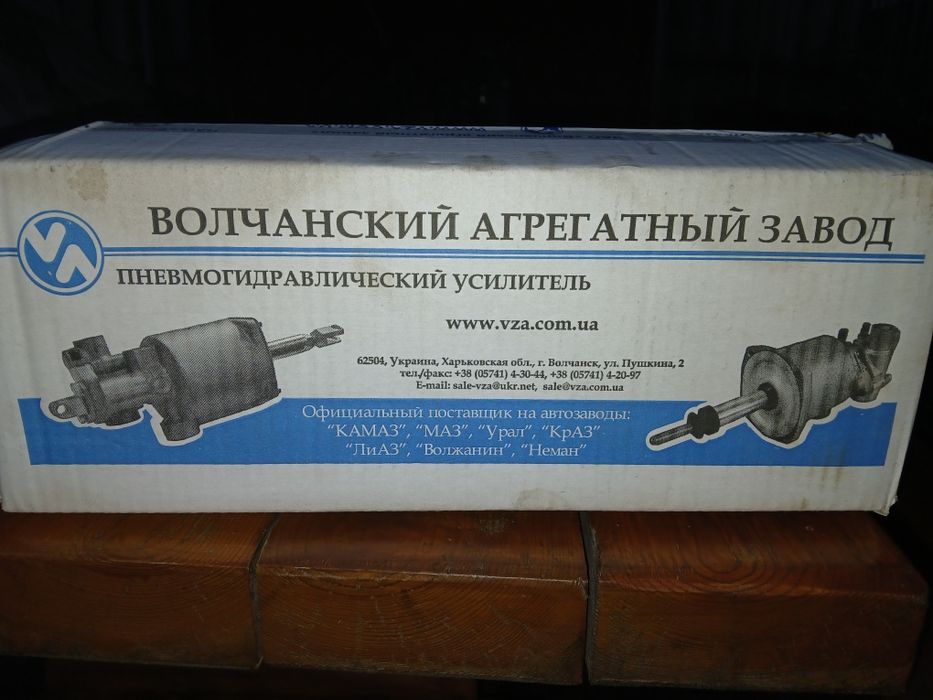 ВОЛЧАНСКИЙ АГРЕГАТНЫЙ ЗАВОД
ПНЕВМОГИДРАВЛИЧЕСКИЙ УСИЛИТЕЛЬ
www.vza.com.ua
62504, Украина, Харьковская обл., г. Волчанск, ул. Пушкина, 2
тел./факс: +38 (05741) 4-30-44, +38 (05741) 4-20-97
E-mail: sale-vza@ukr.net, sale@vza.com.ua
Официальный поставщик на автозаводы:
“КАМАЗ”, “МАЗ”, “Урал”, “КрАЗ”
“ЛиАЗ”, “Волжанин”, “Неман”